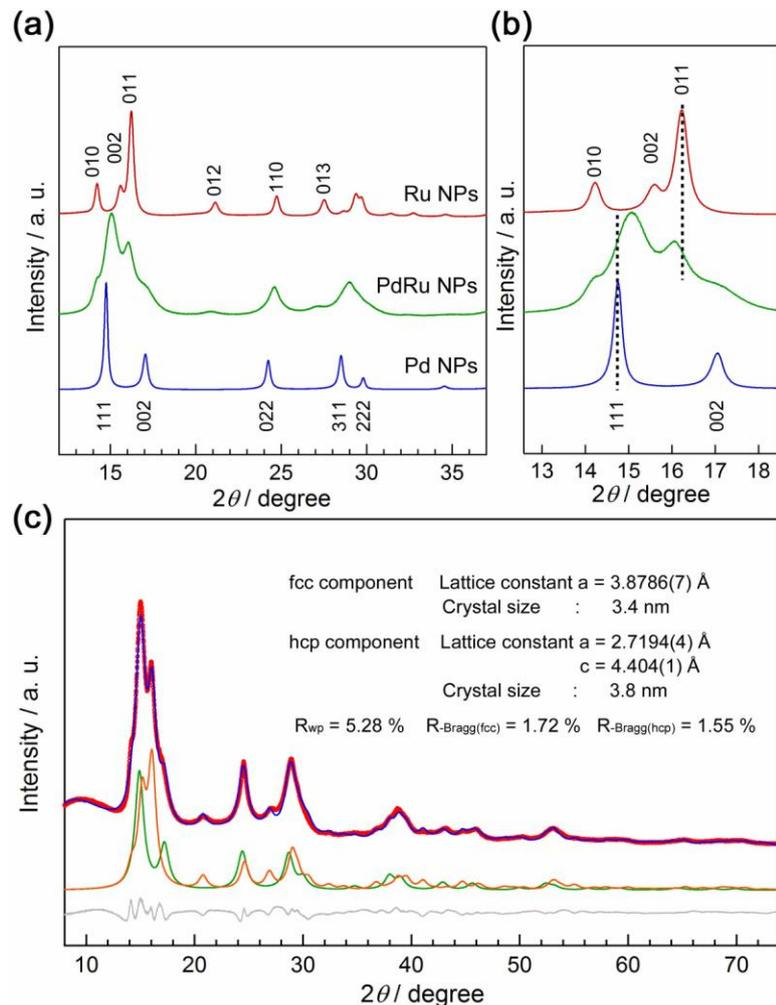 (a)
Intensity / a. u.
010
002
011
012
110
013
Ru NPs
PdRu NPs
Pd NPs
111
002
022
311
222
15 20 25 30 35
2θ / degree
(b)
Intensity / a. u.
010
002
011
111
002
13 14 15 16 17 18
2θ / degree
(c)
Intensity / a. u.
fcc component Lattice constant a = 3.8786(7) Å
Crystal size : 3.4 nm
hcp component Lattice constant a = 2.7194(4) Å
c = 4.404(1) Å
Crystal size : 3.8 nm
Rwp = 5.28 % R-Bragg(fcc) = 1.72 % R-Bragg(hcp) = 1.55 %
10 20 30 40 50 60 70
2θ / degree